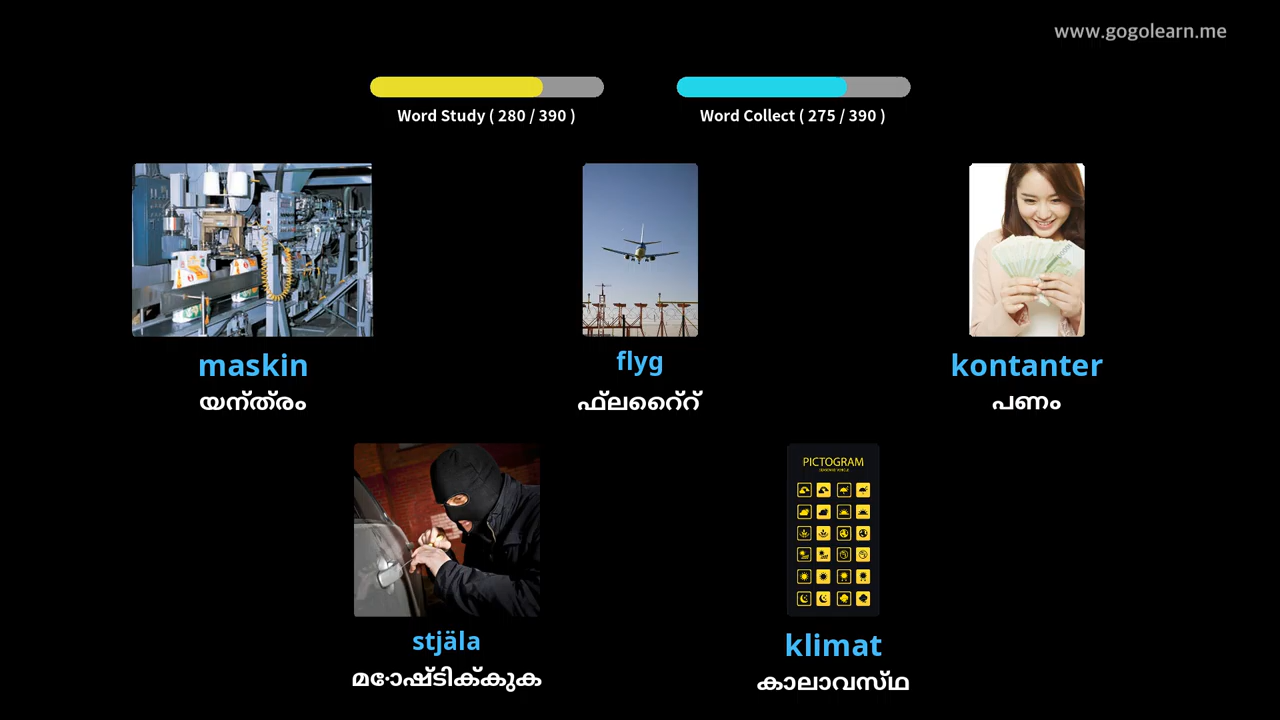 www.gogolearn.me
Word Study ( 280 / 390 )
Word Collect ( 275 / 390 )
maskin
flyg
kontanter
യന്ത്രം
ഫ്ലൈറ്റ്
പണം
PICTOGRAM
stjäla
klimat
മോഷ്ടിക്കുക
കാലാവസ്ഥ